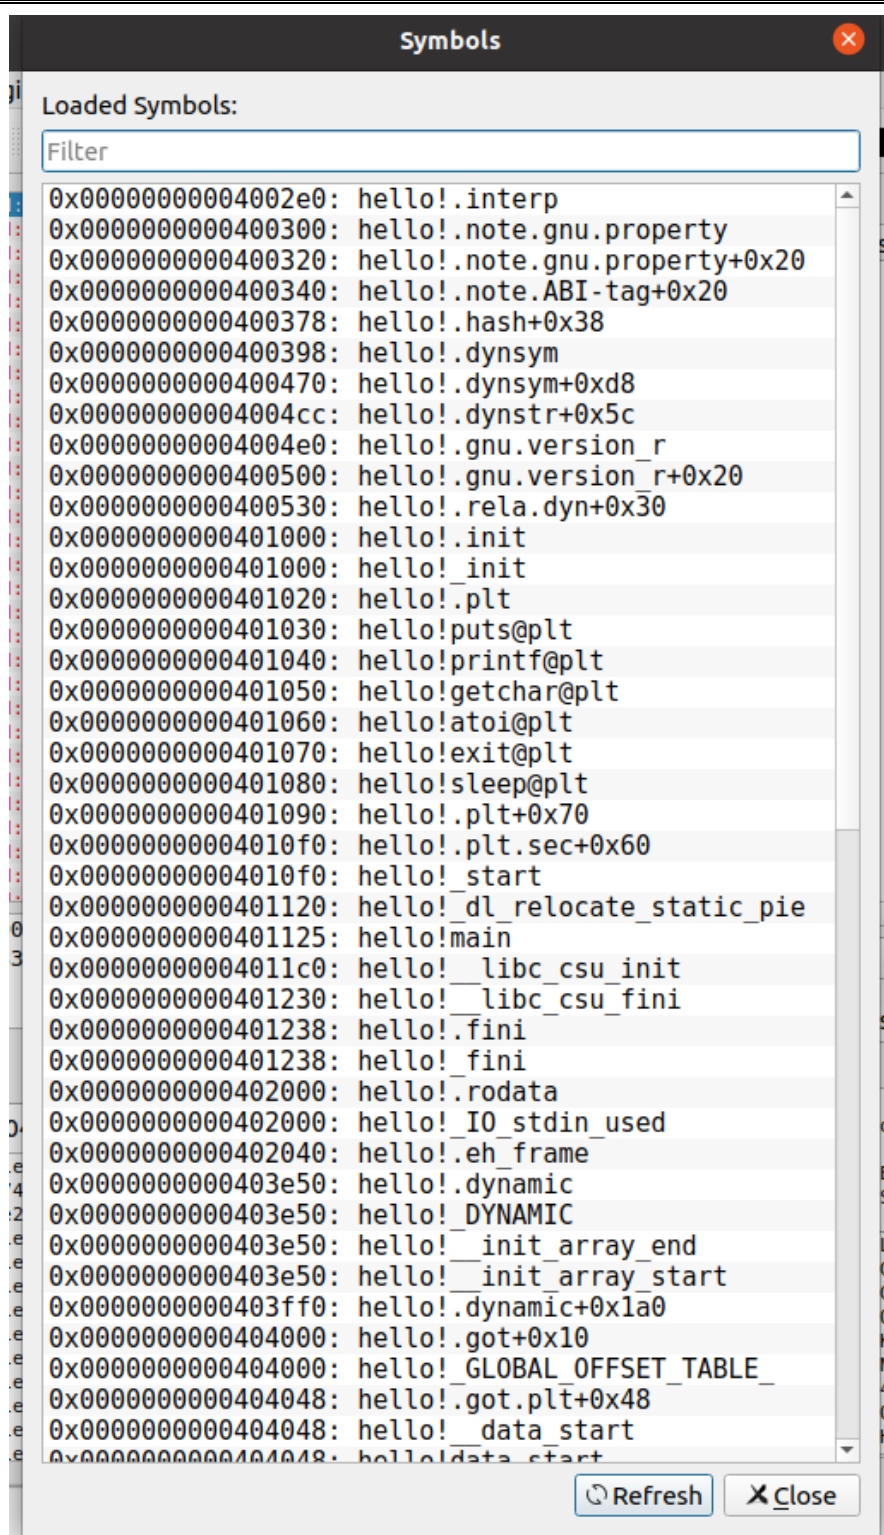 Symbols
Loaded Symbols:
Filter
0x00000000004002e0: hello!.interp
0x0000000000400300: hello!.note.gnu.property
0x0000000000400320: hello!.note.gnu.property+0x20
0x0000000000400340: hello!.note.ABI-tag+0x20
0x0000000000400378: hello!.hash+0x38
0x0000000000400398: hello!.dynsym
0x0000000000400470: hello!.dynsym+0xd8
0x00000000004004cc: hello!.dynstr+0x5c
0x00000000004004e0: hello!.gnu.version_r
0x0000000000400500: hello!.gnu.version_r+0x20
0x0000000000400530: hello!.rela.dyn+0x30
0x0000000000401000: hello!.init
0x0000000000401000: hello!_init
0x0000000000401020: hello!.plt
0x0000000000401030: hello!puts@plt
0x0000000000401040: hello!printf@plt
0x0000000000401050: hello!getchar@plt
0x0000000000401060: hello!atoi@plt
0x0000000000401070: hello!exit@plt
0x0000000000401080: hello!sleep@plt
0x0000000000401090: hello!.plt+0x70
0x00000000004010f0: hello!.plt.sec+0x60
0x00000000004010f0: hello!_start
0x0000000000401120: hello!_dl_relocate_static_pie
0x0000000000401125: hello!main
0x00000000004011c0: hello!__libc_csu_init
0x0000000000401230: hello!__libc_csu_fini
0x0000000000401238: hello!.fini
0x0000000000401238: hello!_fini
0x0000000000402000: hello!.rodata
0x0000000000402000: hello!_IO_stdin_used
0x0000000000402040: hello!.eh_frame
0x0000000000403e50: hello!.dynamic
0x0000000000403e50: hello!_DYNAMIC
0x0000000000403e50: hello!__init_array_end
0x0000000000403e50: hello!__init_array_start
0x0000000000403ff0: hello!.dynamic+0x1a0
0x0000000000404000: hello!.got+0x10
0x0000000000404000: hello!_GLOBAL_OFFSET_TABLE_
0x0000000000404048: hello!.got.plt+0x48
0x0000000000404048: hello!__data_start
0x0000000000404048: hello!data_start
Refresh
Close